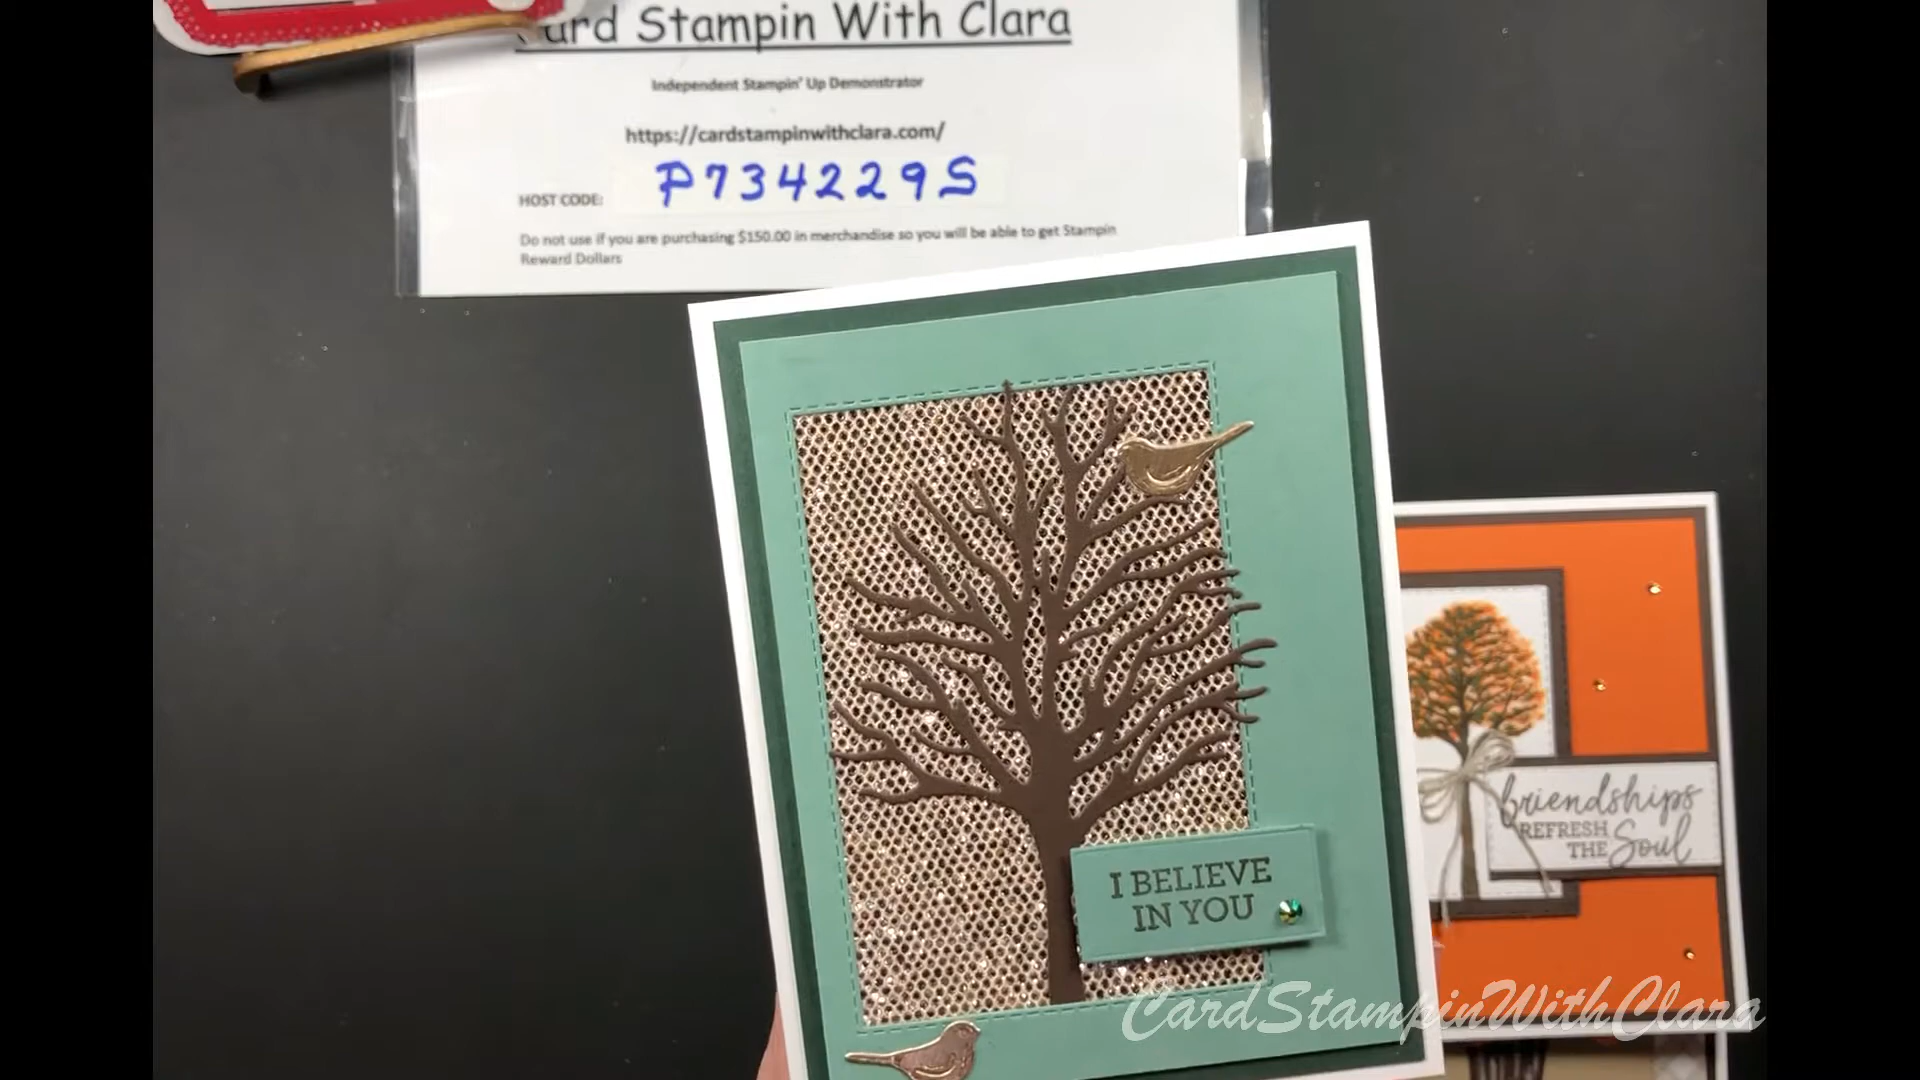 Card Stampin With Clara
Independent Stampin' Up Demonstrator
https://cardstampinwithclara.com/
HOST CODE: P734229S
Do not use if you are purchasing $150.00 in merchandise so you will be able to get Stampin
Reward Dollars
I BELIEVE
IN YOU
friendships
REFRESH
THE Soul
CardStampinWithClara